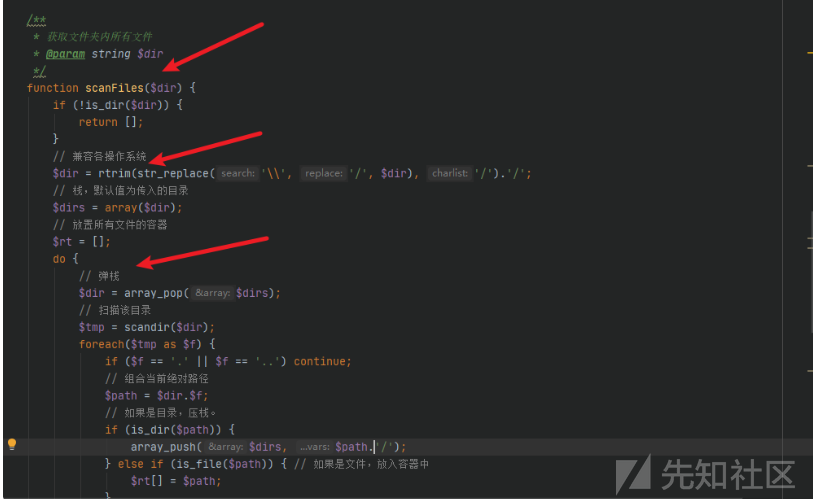 /**
 * 获取文件夹内所有文件
 * @param string $dir
 */
function scanFiles($dir) {
    if (!is_dir($dir)) {
        return [];
    }
    // 兼容各操作系统
    $dir = rtrim(str_replace( search: '\\', replace: '/', $dir), charlist: '/').'/';
    // 栈，默认值为传入的目录
    $dirs = array($dir);
    // 放置所有文件的容器
    $rt = [];
    do {
        // 弹栈
        $dir = array_pop( &array: $dirs);
        // 扫描该目录
        $tmp = scandir($dir);
        foreach($tmp as $f) {
            if ($f == '.' || $f == '..') continue;
            // 组合当前绝对路径
            $path = $dir.$f;
            // 如果是目录，压栈。
            if (is_dir($path)) {
                array_push( &array: $dirs, ...vars: $path.'/');
            } else if (is_file($path)) { // 如果是文件，放入容器中
                $rt[] = $path;
            }
先知社区